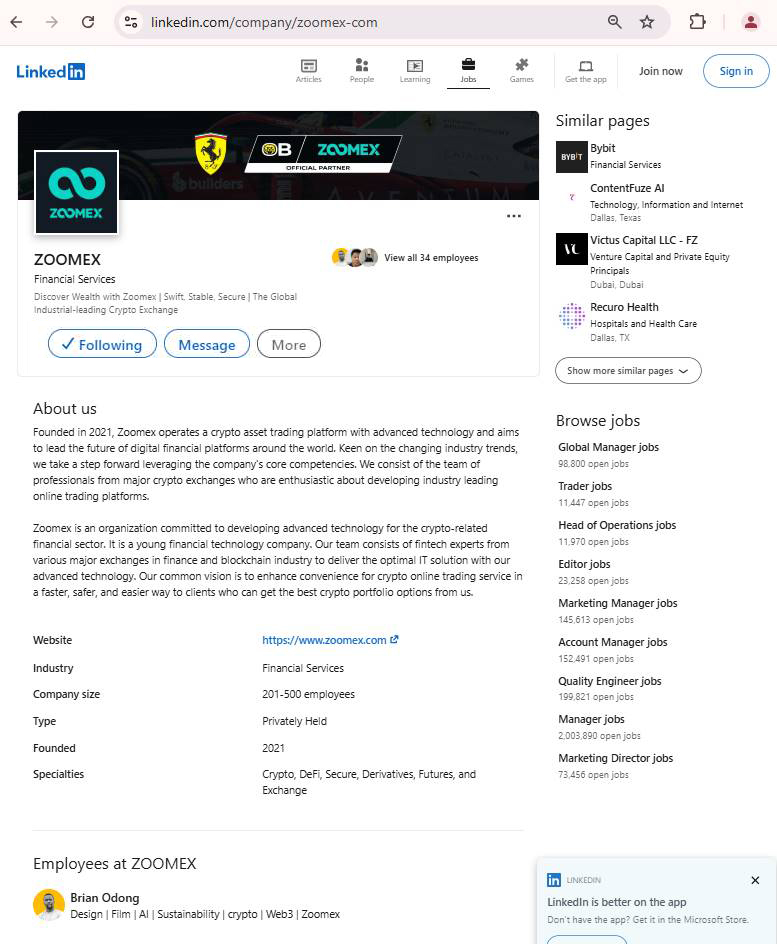 linkedin.com/company/zoomex-com
Linked in
Articles
People
Learning
Jobs
Games
Get the app
Join now
Sign in
B ZOOMEX
OFFICIAL PARTNER
builders
ZOOMEX
ZOOMEX
Financial Services
Discover Wealth with Zoomex | Swift, Stable, Secure | The Global
Industrial-leading Crypto Exchange
View all 34 employees
Following
Message
More
About us
Founded in 2021, Zoomex operates a crypto asset trading platform with advanced technology and aims
to lead the future of digital financial platforms around the world. Keen on the changing industry trends,
we take a step forward leveraging the company's core competencies. We consist of the team of
professionals from major crypto exchanges who are enthusiastic about developing industry leading
online trading platforms.
Zoomex is an organization committed to developing advanced technology for the crypto-related
financial sector. It is a young financial technology company. Our team consists of fintech experts from
various major exchanges in finance and blockchain industry to deliver the optimal IT solution with our
advanced technology. Our common vision is to enhance convenience for crypto online trading service in
a faster, safer, and easier way to clients who can get the best crypto portfolio options from us.
Website https://www.zoomex.com
Industry Financial Services
Company size 201-500 employees
Type Privately Held
Founded 2021
Specialties Crypto, DeFi, Secure, Derivatives, Futures, and
Exchange
Employees at ZOOMEX
Brian Odong
Design | Film | AI | Sustainability | crypto | Web3 | Zoomex
Similar pages
BYBIT
Bybit
Financial Services
ContentFuze AI
Technology, Information and Internet
Dallas, Texas
Victus Capital LLC - FZ
Venture Capital and Private Equity
Principals
Dubai, Dubai
Recuro Health
Hospitals and Health Care
Dallas, TX
Show more similar pages
Browse jobs
Global Manager jobs
98,800 open jobs
Trader jobs
11,447 open jobs
Head of Operations jobs
11,970 open jobs
Editor jobs
23,258 open jobs
Marketing Manager jobs
145,613 open jobs
Account Manager jobs
152,491 open jobs
Quality Engineer jobs
199,821 open jobs
Manager jobs
2,003,890 open jobs
Marketing Director jobs
73,456 open jobs
in LINKEDIN
LinkedIn is better on the app
Don't have the app? Get it in the Microsoft Store.